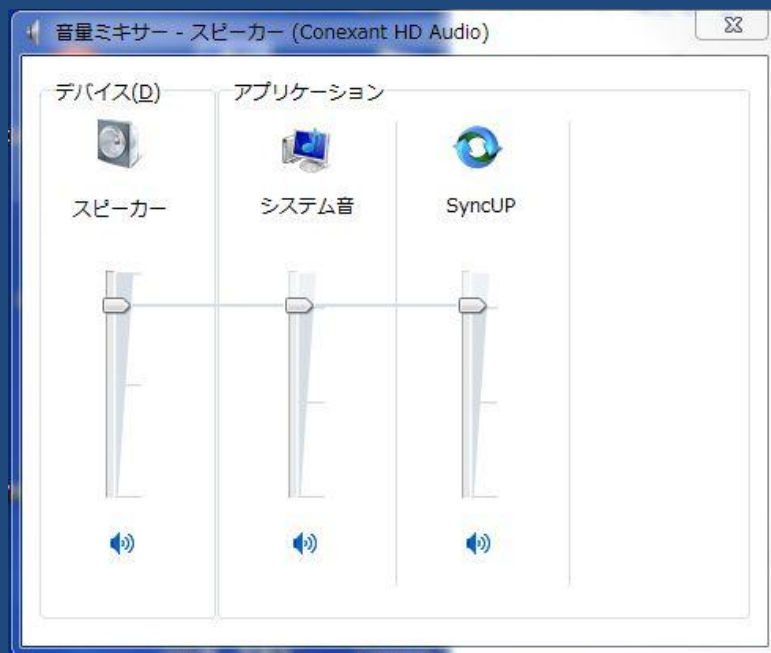 音量ミキサー - スピーカー (Conexant HD Audio)
デバイス(D)
アプリケーション
スピーカー
システム音
SyncUP